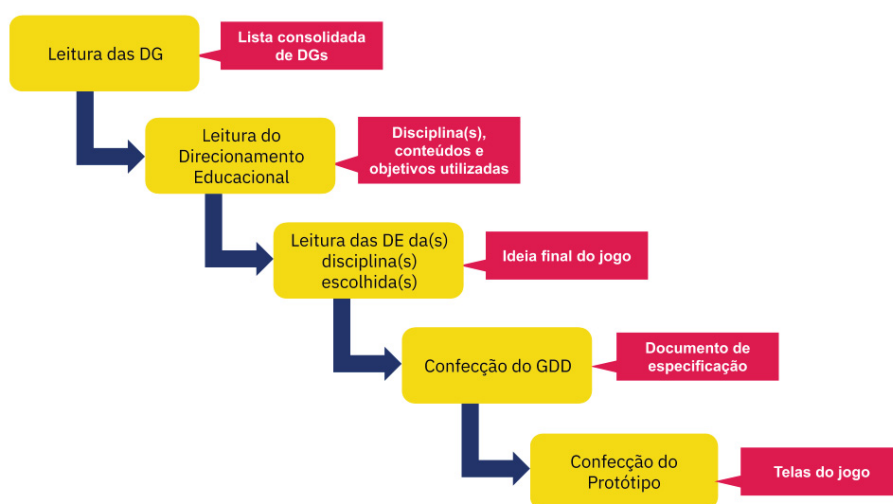 Leitura das DG
Lista consolidada
de DGs
Leitura do
Direcionamento
Educacional
Disciplina(s),
conteúdos e
objetivos utilizadas
Leitura das DE da(s)
disciplina(s)
escolhida(s)
Ideia final do jogo
Confecção do GDD
Documento de
especificação
Confecção do
Protótipo
Telas do jogo